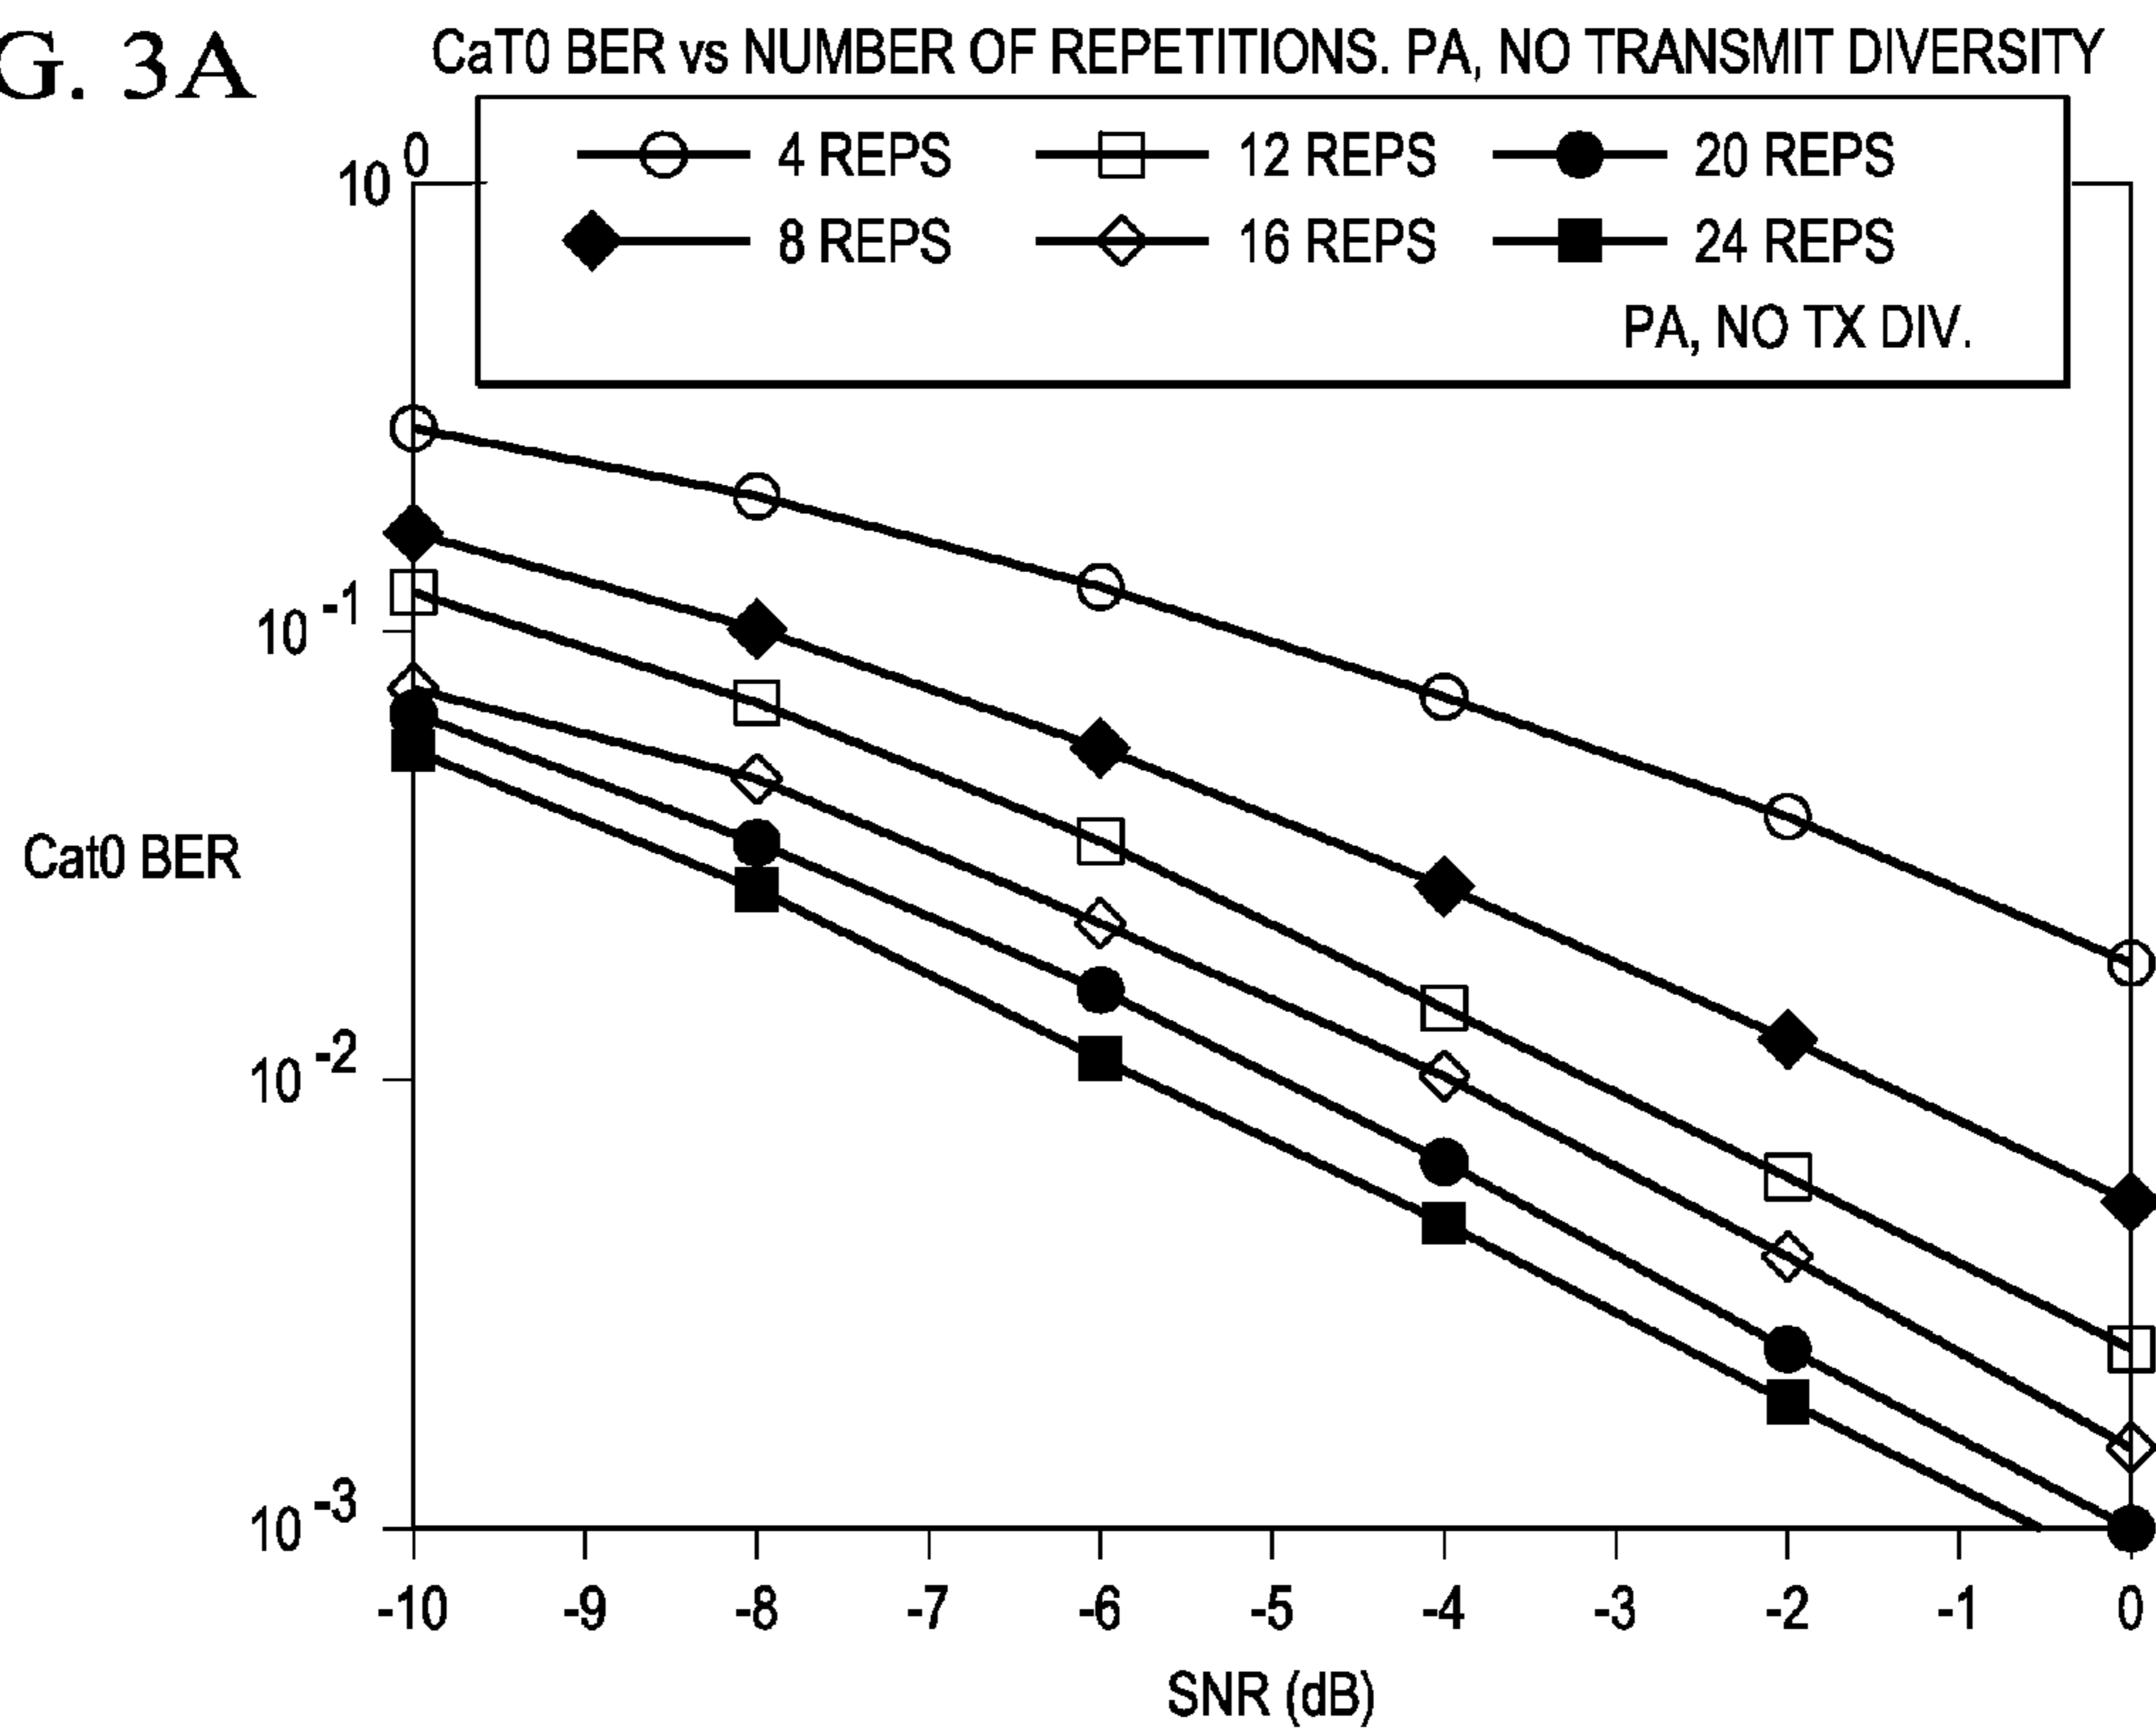 G. 3A
CaT0 BER vs NUMBER OF REPETITIONS. PA, NO TRANSMIT DIVERSITY
4 REPS 12 REPS 20 REPS
8 REPS 16 REPS 24 REPS
PA, NO TX DIV.
10 0
10 -1
Cat0 BER
10 -2
10 -3
-10 -9 -8 -7 -6 -5 -4 -3 -2 -1 0
SNR (dB)